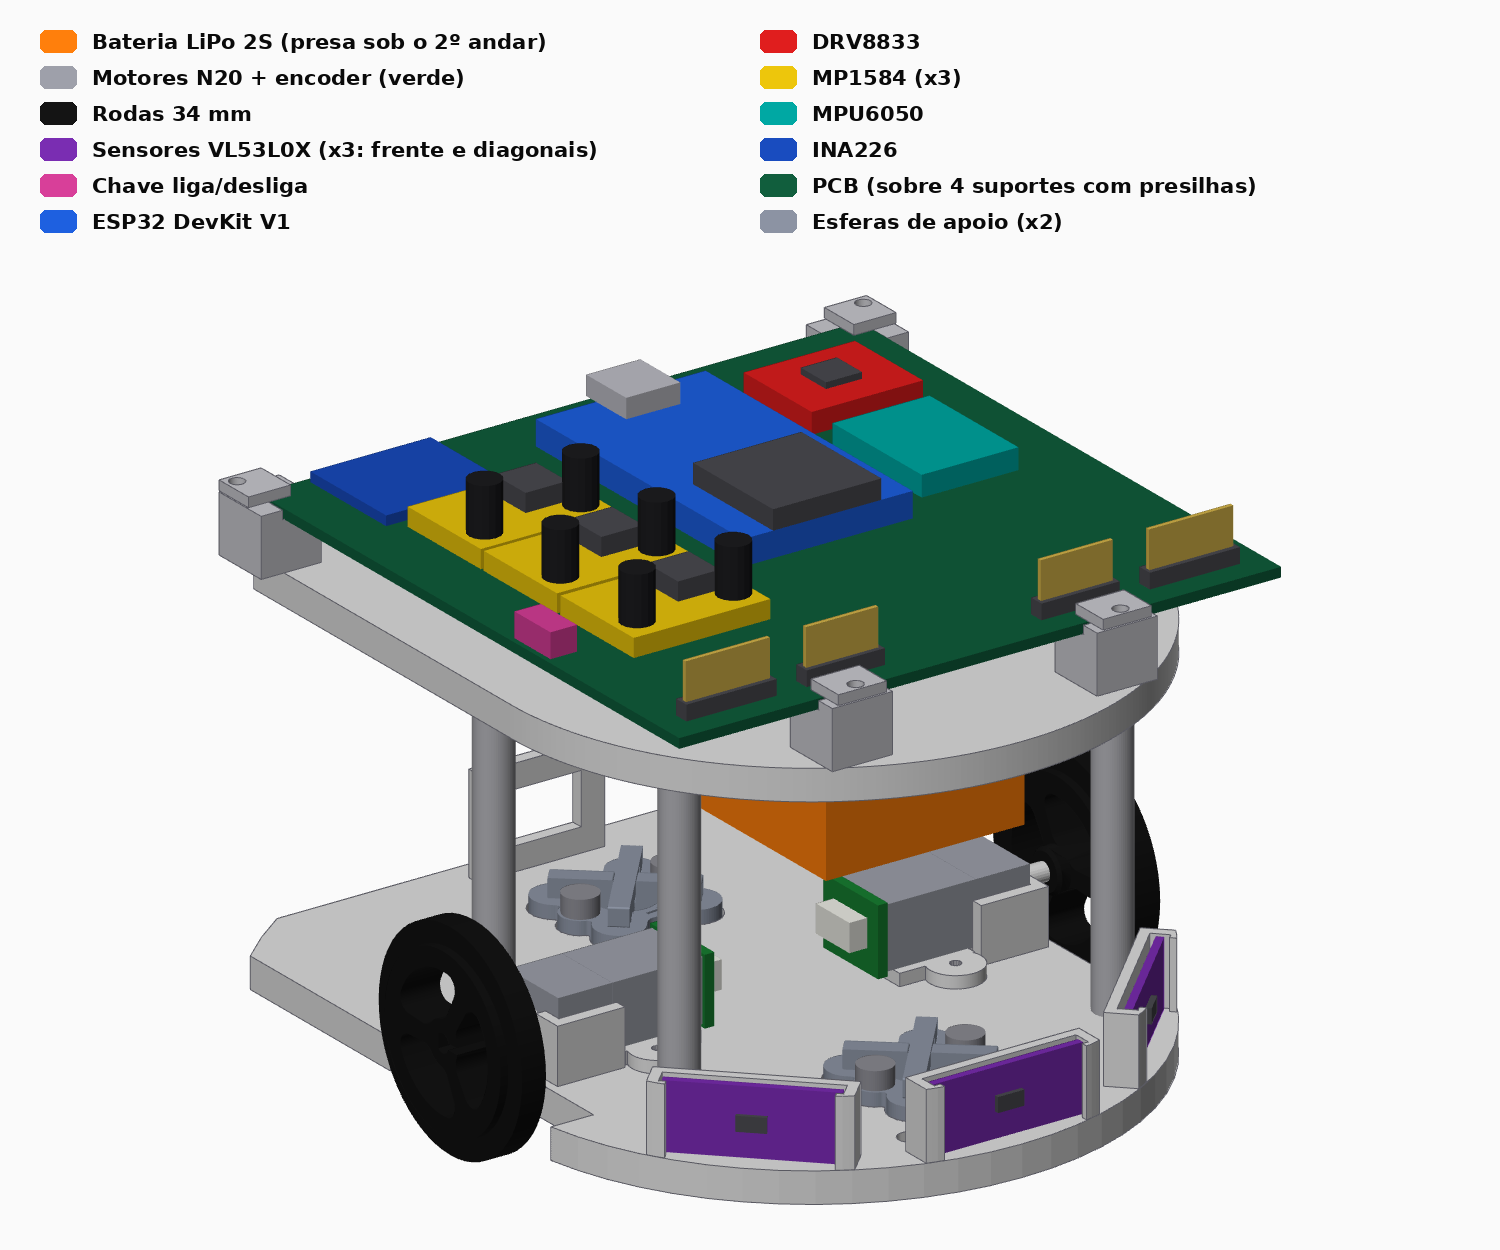 Bateria LiPo 2S (presa sob o 2º andar)
Motores N20 + encoder (verde)
Rodas 34 mm
Sensores VL53L0X (x3: frente e diagonais)
Chave liga/desliga
ESP32 DevKit V1
DRV8833
MP1584 (x3)
MPU6050
INA226
PCB (sobre 4 suportes com presilhas)
Esferas de apoio (x2)